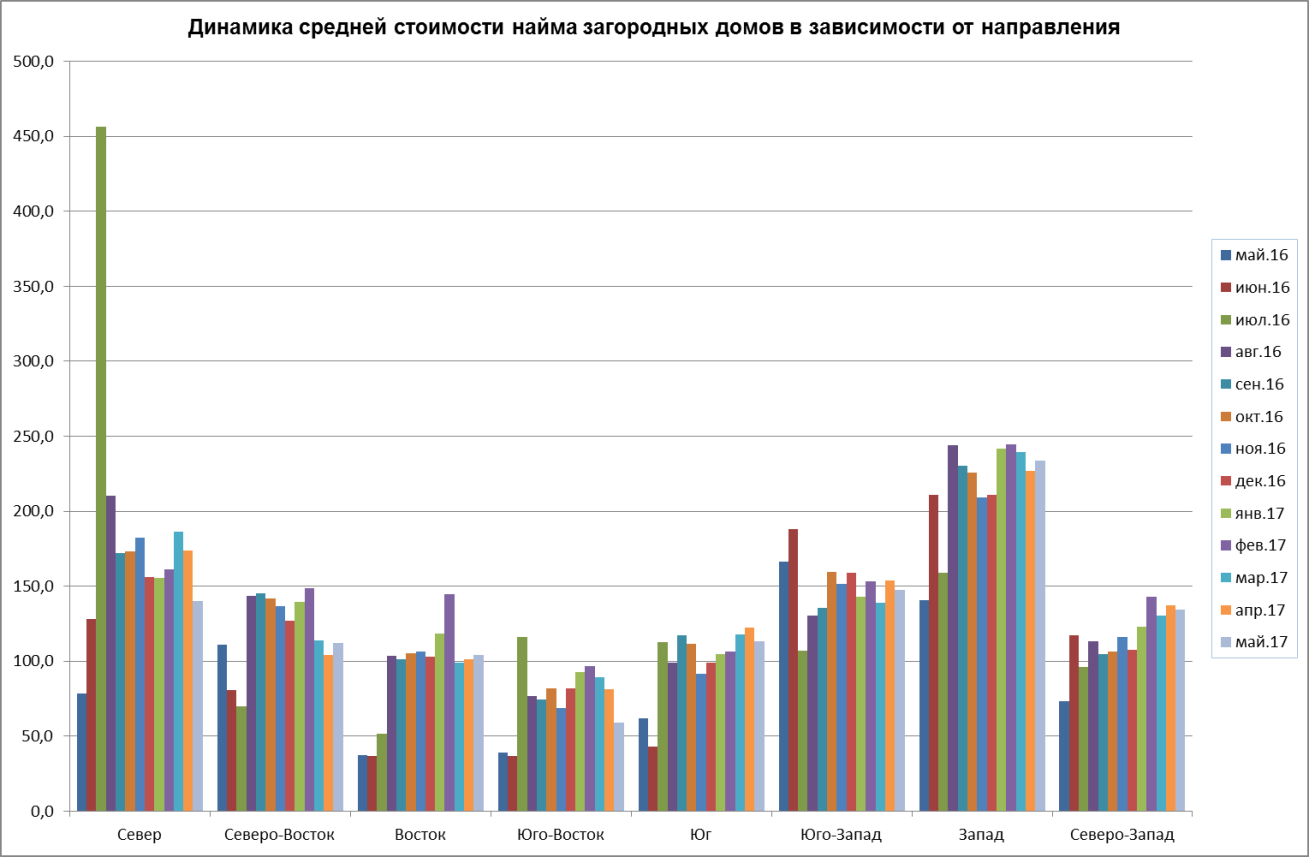 Динамика средней стоимости найма загородных домов в зависимости от направления
500,0
450,0
400,0
350,0
300,0
250,0
200,0
150,0
100,0
50,0
0,0
Север Северо-Восток Восток Юго-Восток Юг Юго-Запад Запад Северо-Запад
май.16
июн.16
июл.16
авг.16
сен.16
окт.16
ноя.16
дек.16
янв.17
фев.17
мар.17
апр.17
май.17